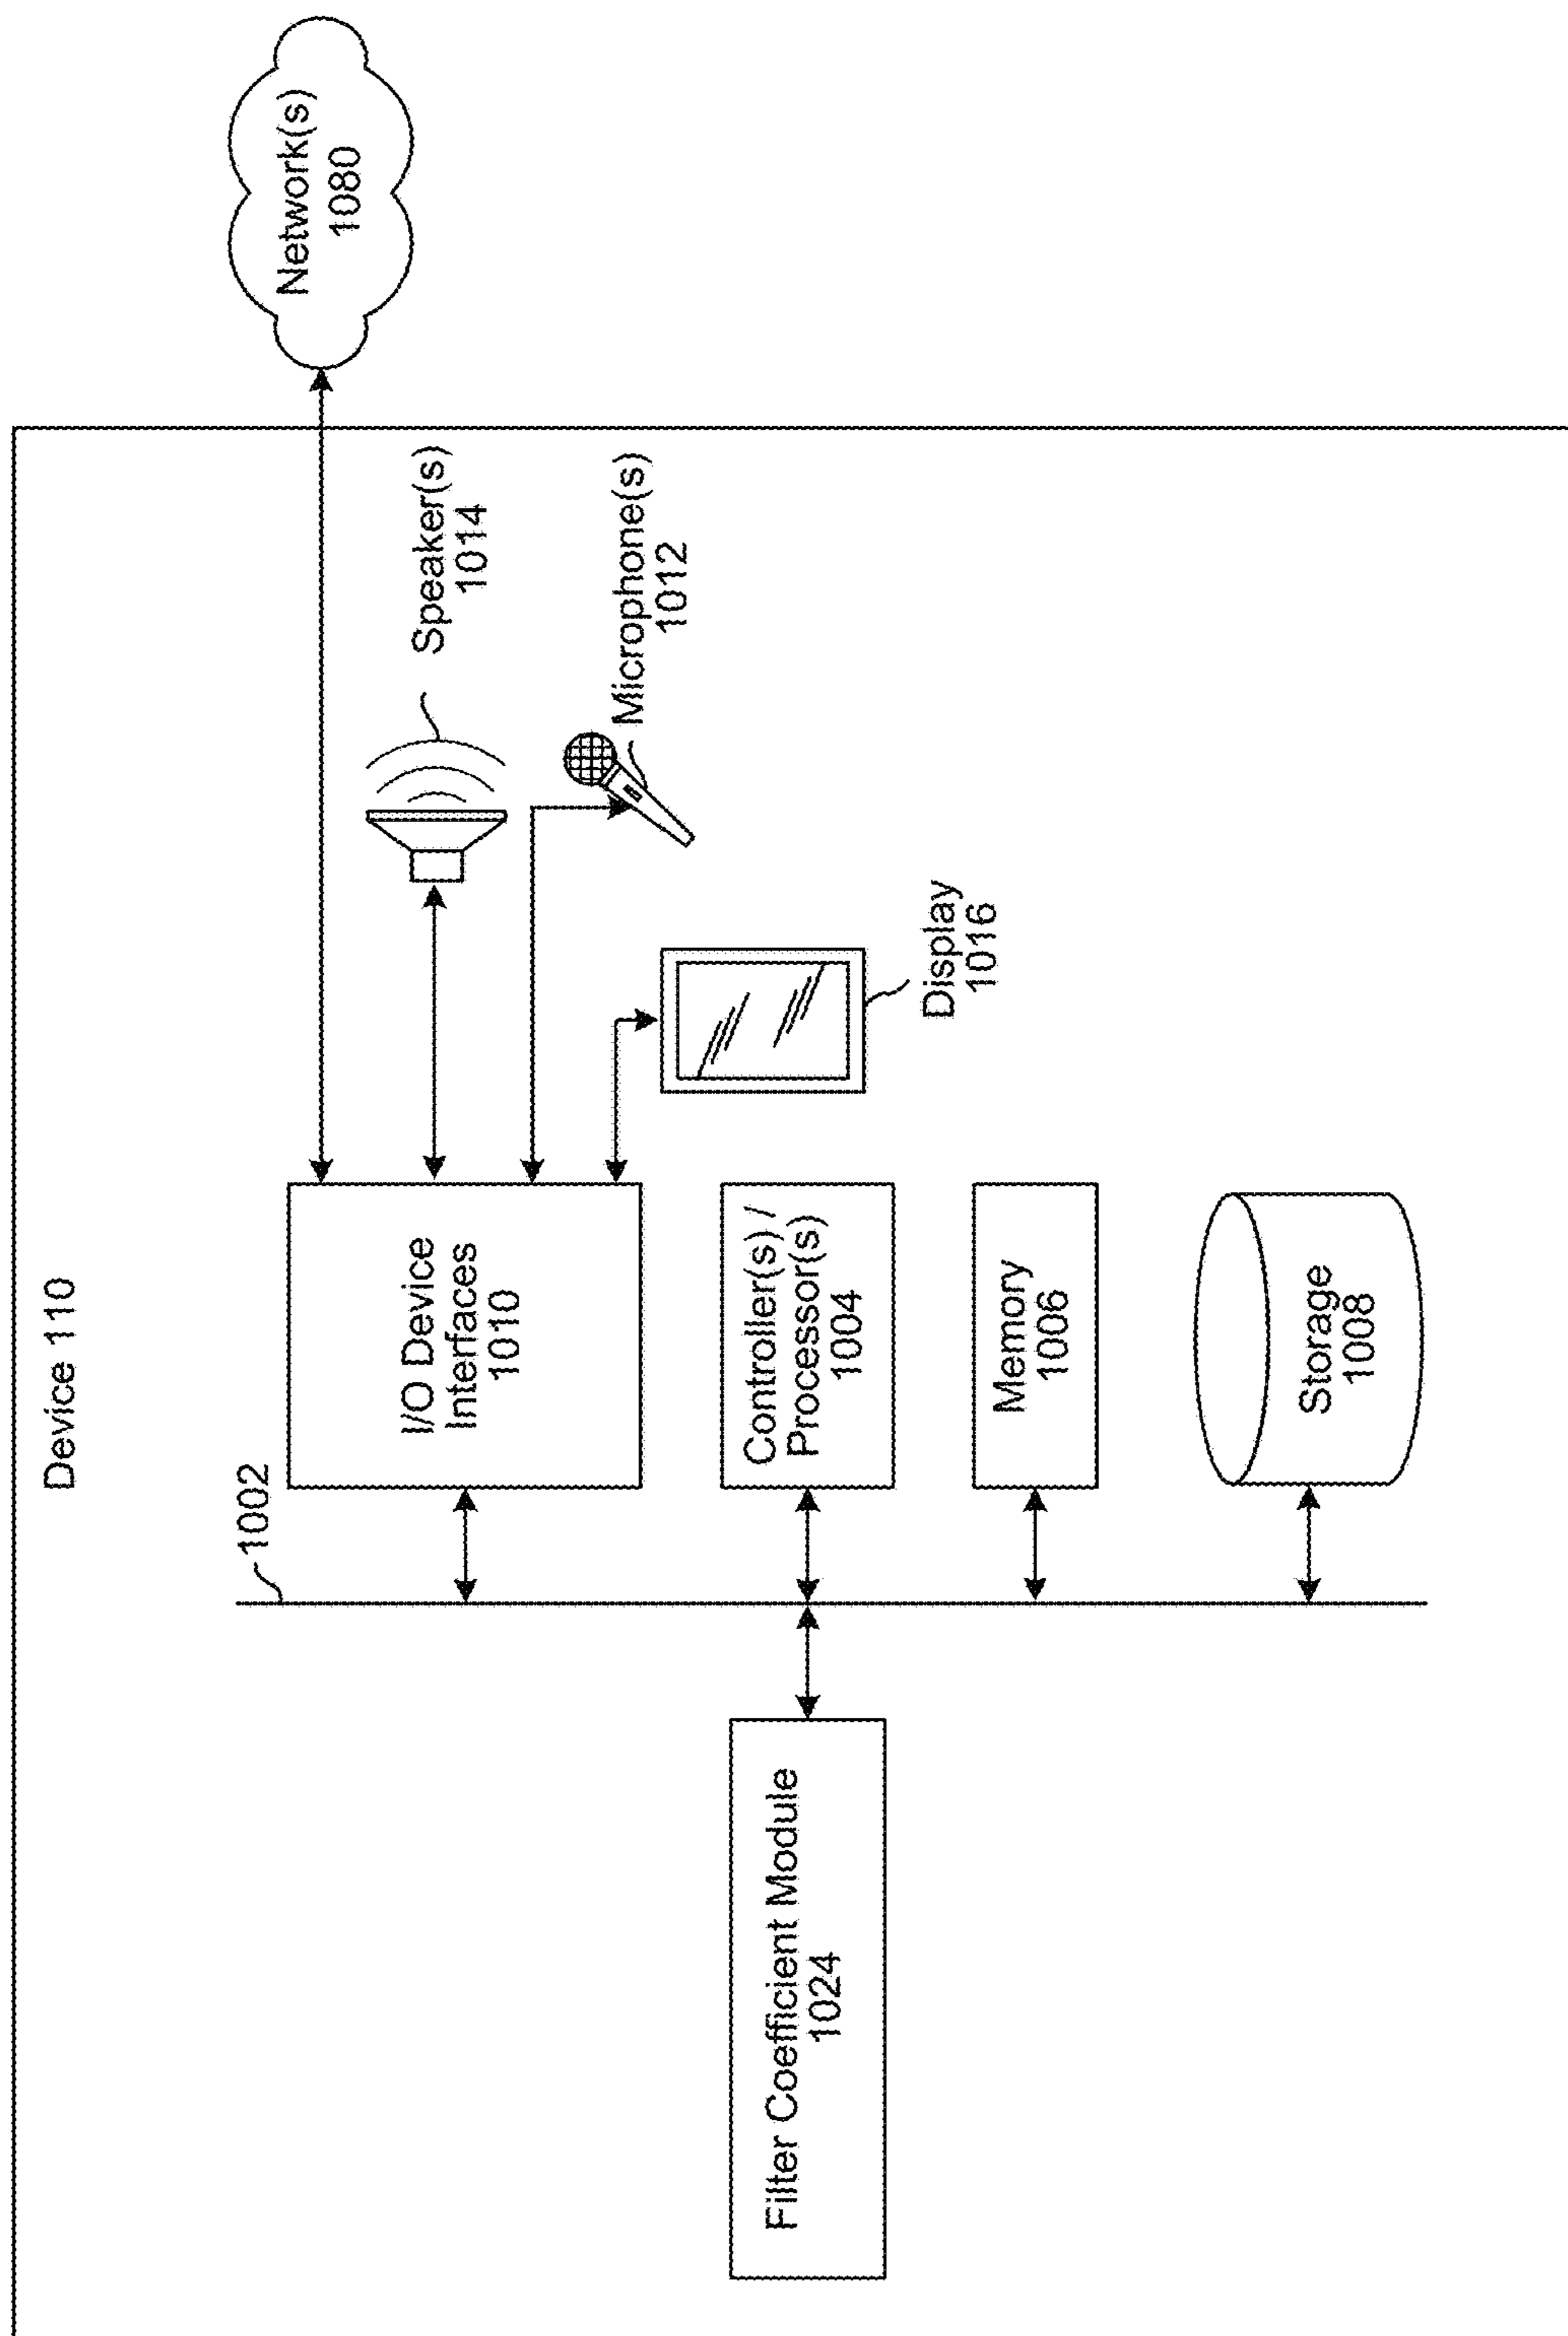 Device 110
1002
Network(s)
1080
I/O Device
Interfaces
1010
Speaker(s)
1014
Microphone(s)
1012
Display
1016
Filter Coefficient Module
1024
Controller(s) /
Processor(s)
1004
Memory
1006
Storage
1008